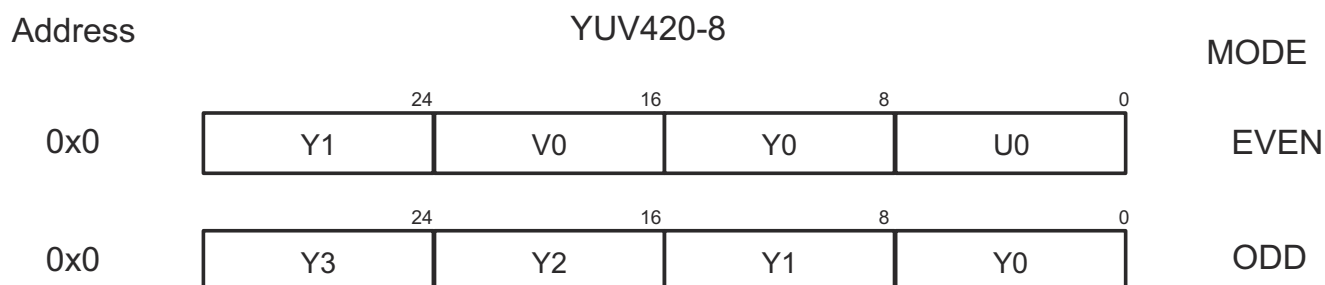 Address YUV420-8
MODE
24 16 8 0
0x0 Y1 V0 Y0 U0 EVEN
24 16 8 0
0x0 Y3 Y2 Y1 Y0 ODD